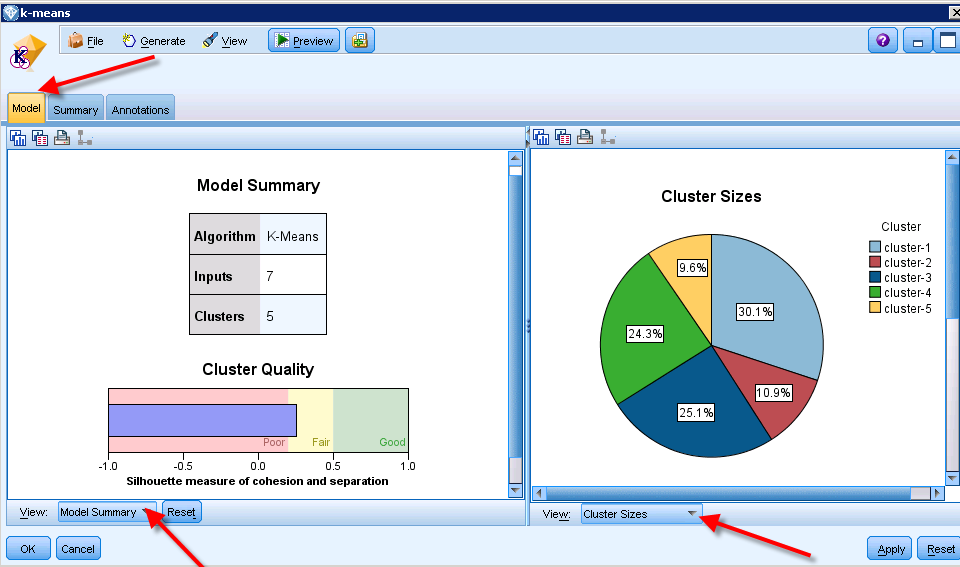 k-means
File Generate View Preview
Model Summary Annotations
Model Summary
Algorithm K-Means
Inputs 7
Clusters 5
Cluster Quality
Poor Fair Good
-1.0 -0.5 0.0 0.5 1.0
Silhouette measure of cohesion and separation
View: Model Summary Reset
Cluster Sizes
Cluster
cluster-1
cluster-2
cluster-3
cluster-4
cluster-5
9.6%
30.1%
24.3%
10.9%
25.1%
View: Cluster Sizes
OK Cancel Apply Reset